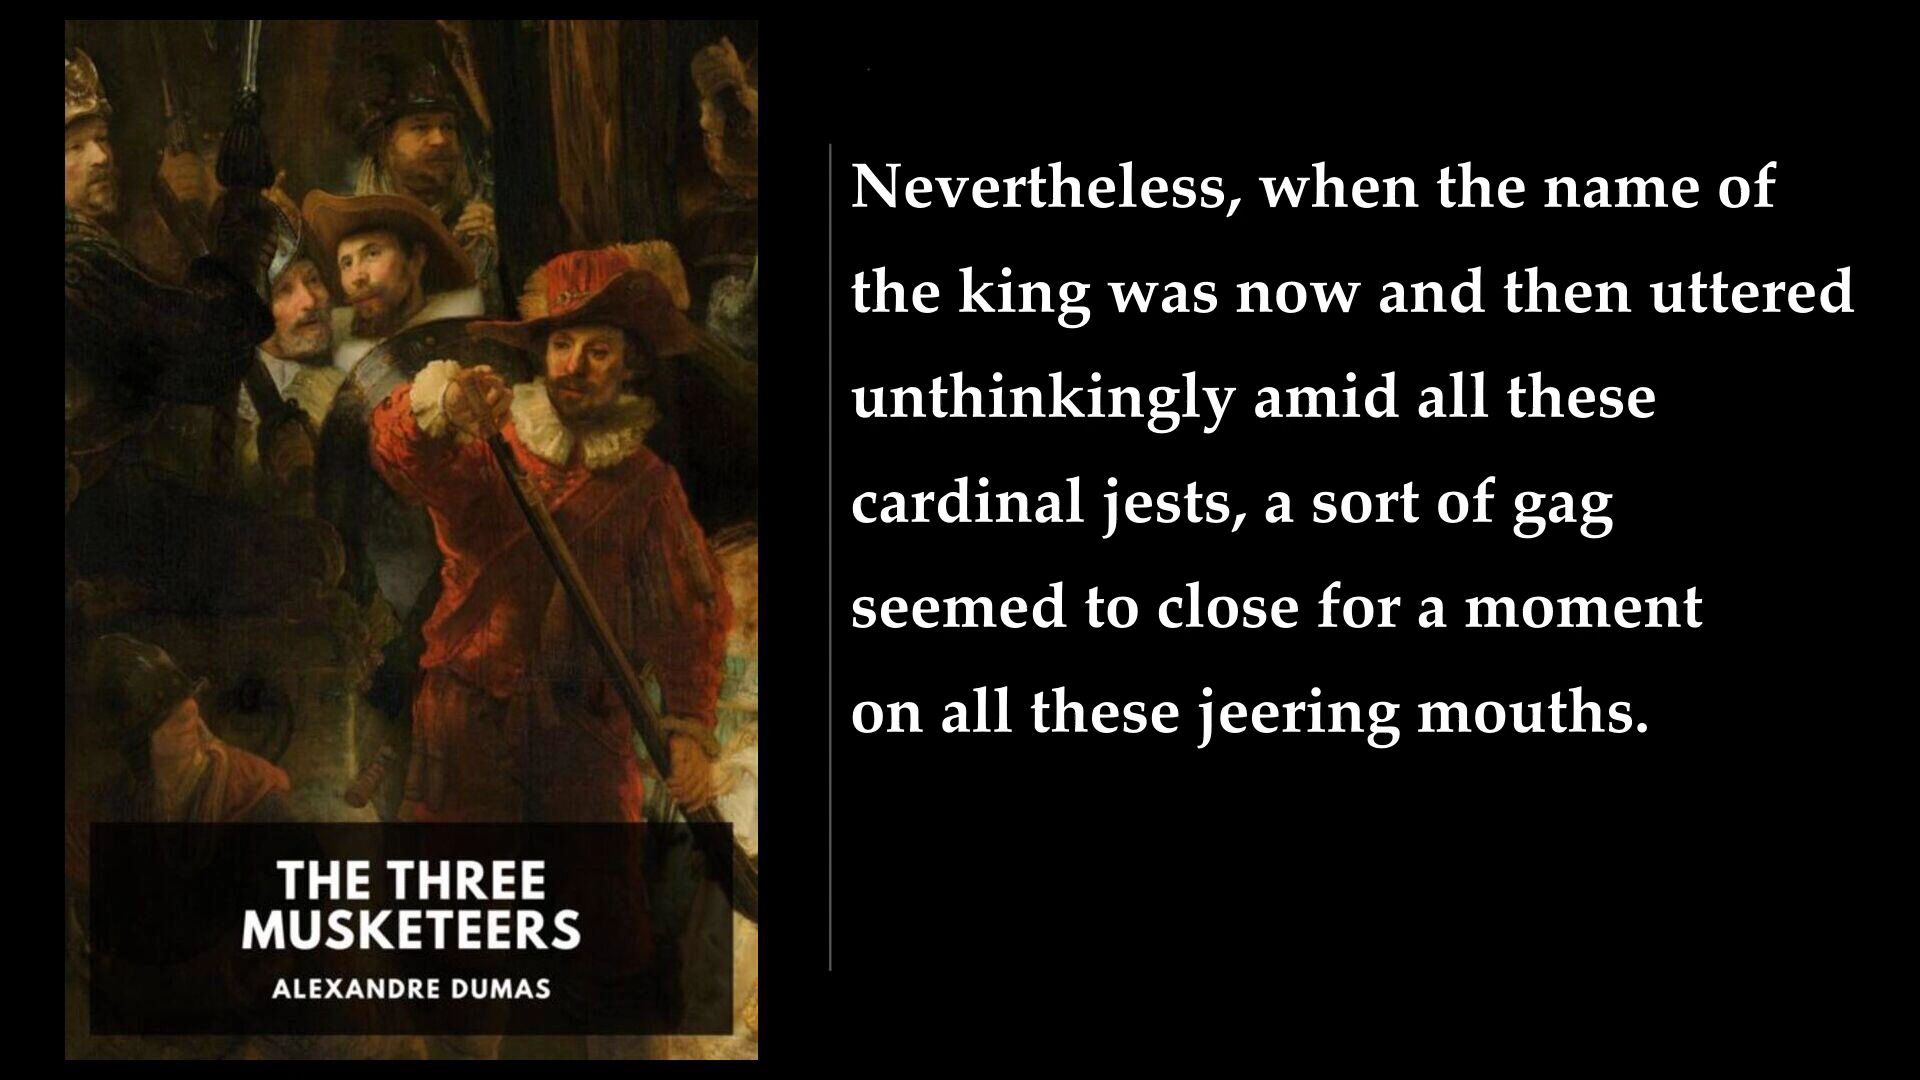 THE THREE
MUSKETEERS
ALEXANDRE DUMAS
Nevertheless, when the name of
the king was now and then uttered
unthinkingly amid all these
cardinal jests, a sort of gag
seemed to close for a moment
on all these jeering mouths.